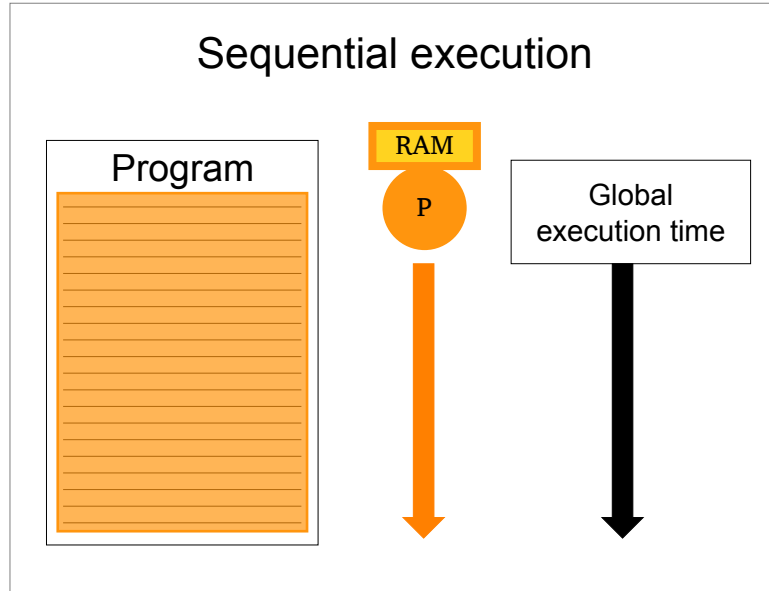 Sequential execution
Program
RAM
P
Global
execution time